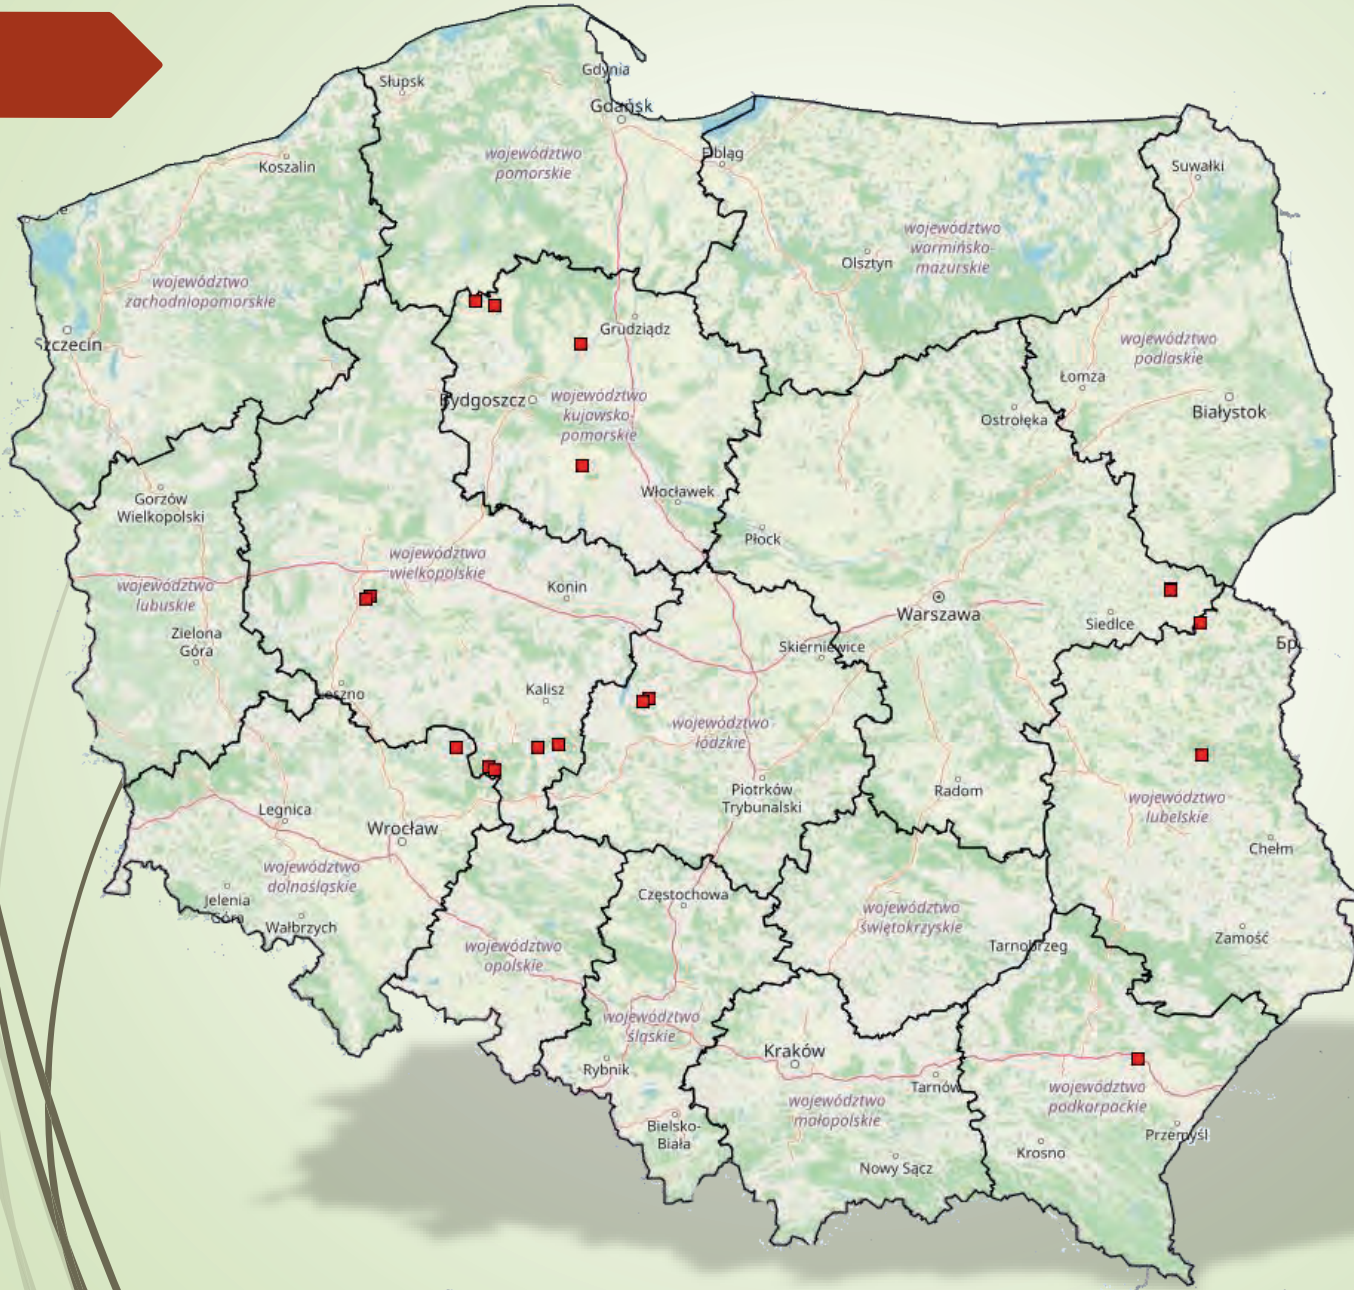 Słupsk
Gdynia
Gdańsk
Koszalin
województwo
pomorskie
Elbląg
Suwałki
województwo
warmińsko-
mazurskie
Olsztyn
województwo
zachodniopomorskie
Szczecin
Grudziądz
województwo
podlaskie
Łomża
Białystok
Bydgoszcz
województwo
kujawsko-
pomorskie
Ostrołęka
Gorzów
Wielkopolski
Włocławek
Płock
województwo
wielkopolskie
Konin
województwo
lubuskie
Warszawa
Siedlce
Zielona
Góra
Skierniewice
Бр
Leszno
Kalisz
województwo
łódzkie
Piotrków
Trybunalski
Radom
województwo
lubelskie
Legnica
Wrocław
Chełm
województwo
dolnośląskie
Jelenia
Góra
Wałbrzych
Częstochowa
województwo
świętokrzyskie
Tarnobrzeg
Zamość
województwo
opolskie
województwo
śląskie
Rybnik
Kraków
Tarnów
województwo
małopolskie
województwo
podkarpackie
Bielsko-
Biała
Przemyśl
Krosno
Nowy Sącz